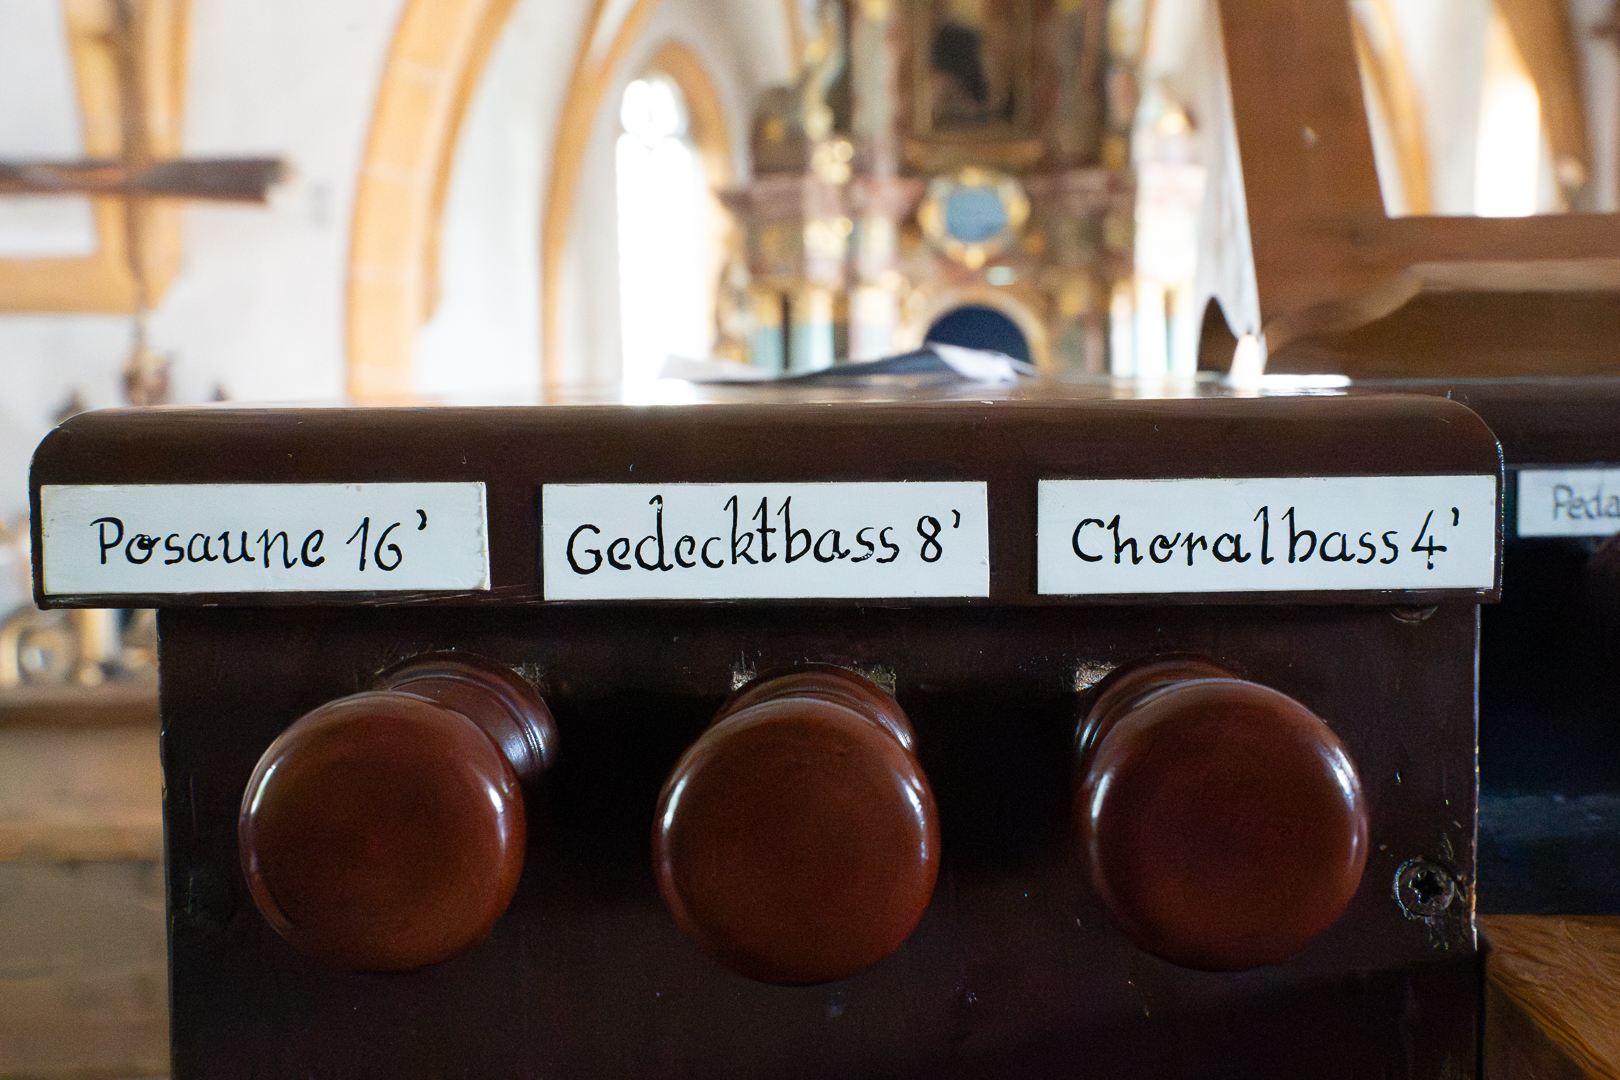 Posaune 16'
Gedecktbass 8'
Choralbass 4'